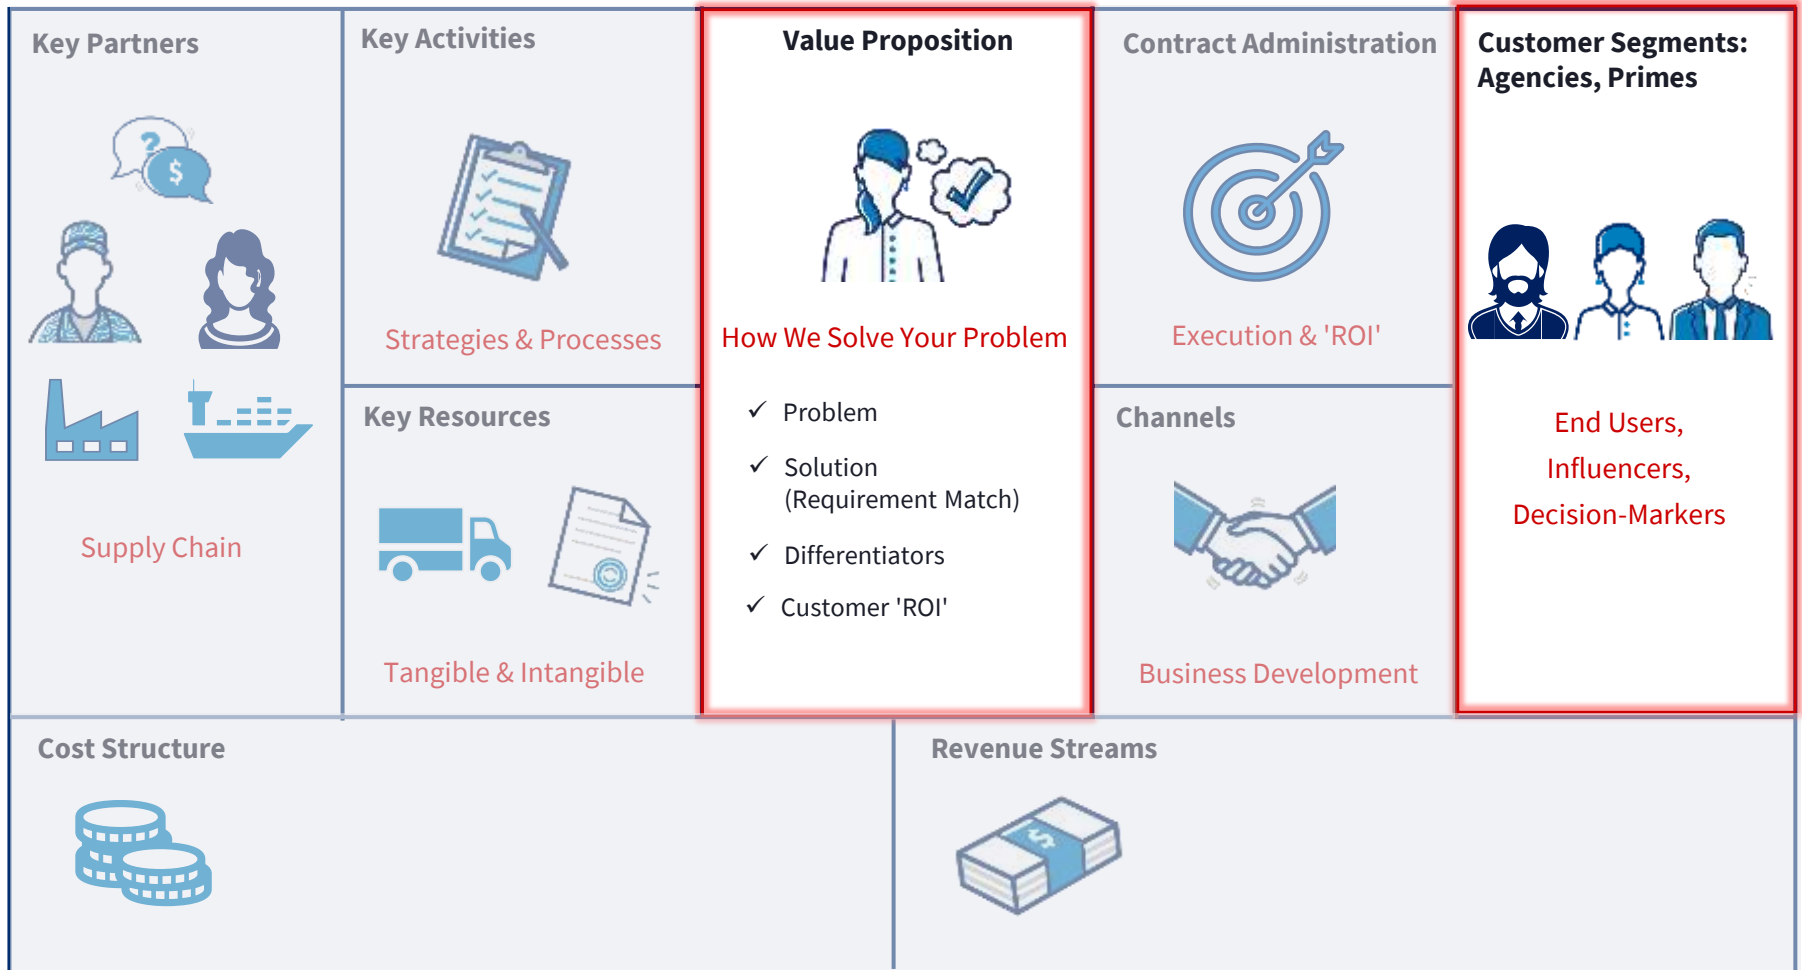 Key Partners
?
$
Supply Chain
Key Activities
Strategies & Processes
Key Resources
©
Tangible & Intangible
Value Proposition
How We Solve Your Problem
✓ Problem
✓ Solution
(Requirement Match)
✓ Differentiators
✓ Customer 'ROI'
Contract Administration
Execution & 'ROI'
Channels
Business Development
Customer Segments:
Agencies, Primes
End Users,
Influencers,
Decision-Markers
Cost Structure
Revenue Streams
$